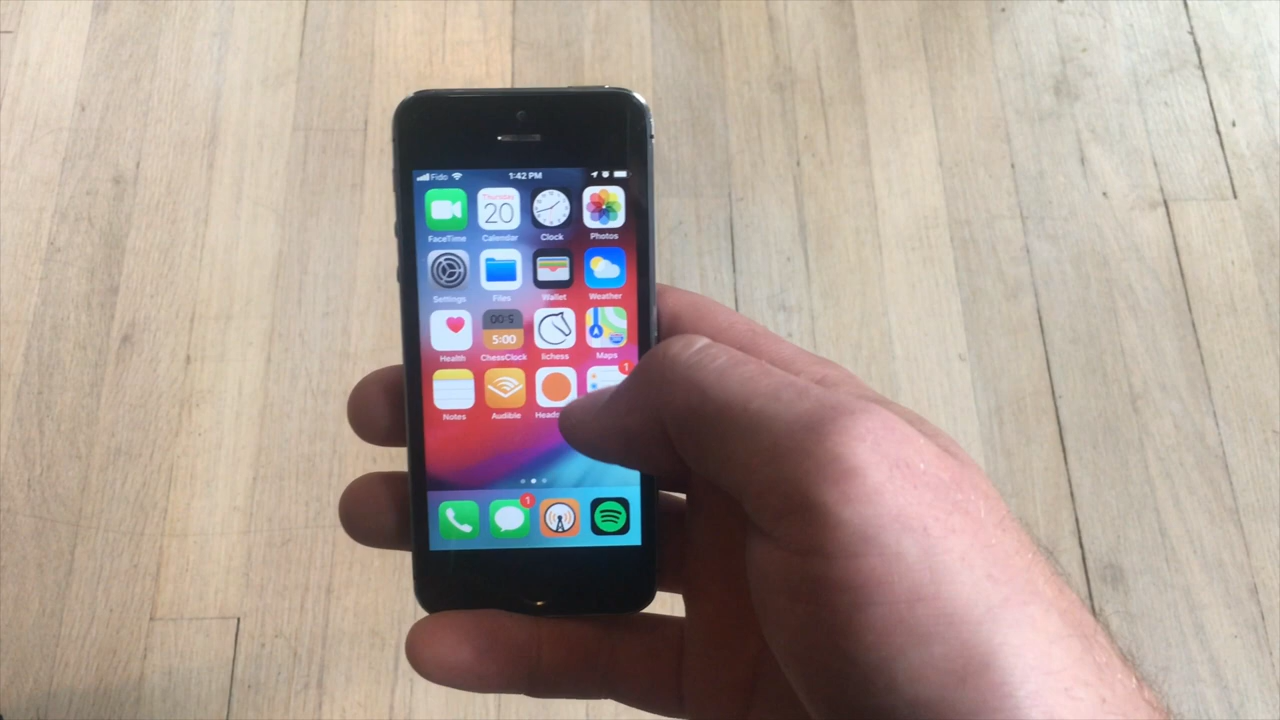 Fido 1:42 PM
Thursday
20
FaceTime Calendar Clock Photos
Settings Files Wallet Weather
00:5
5:00
Health ChessClock lichess Maps
1
Notes Audible Heads
1